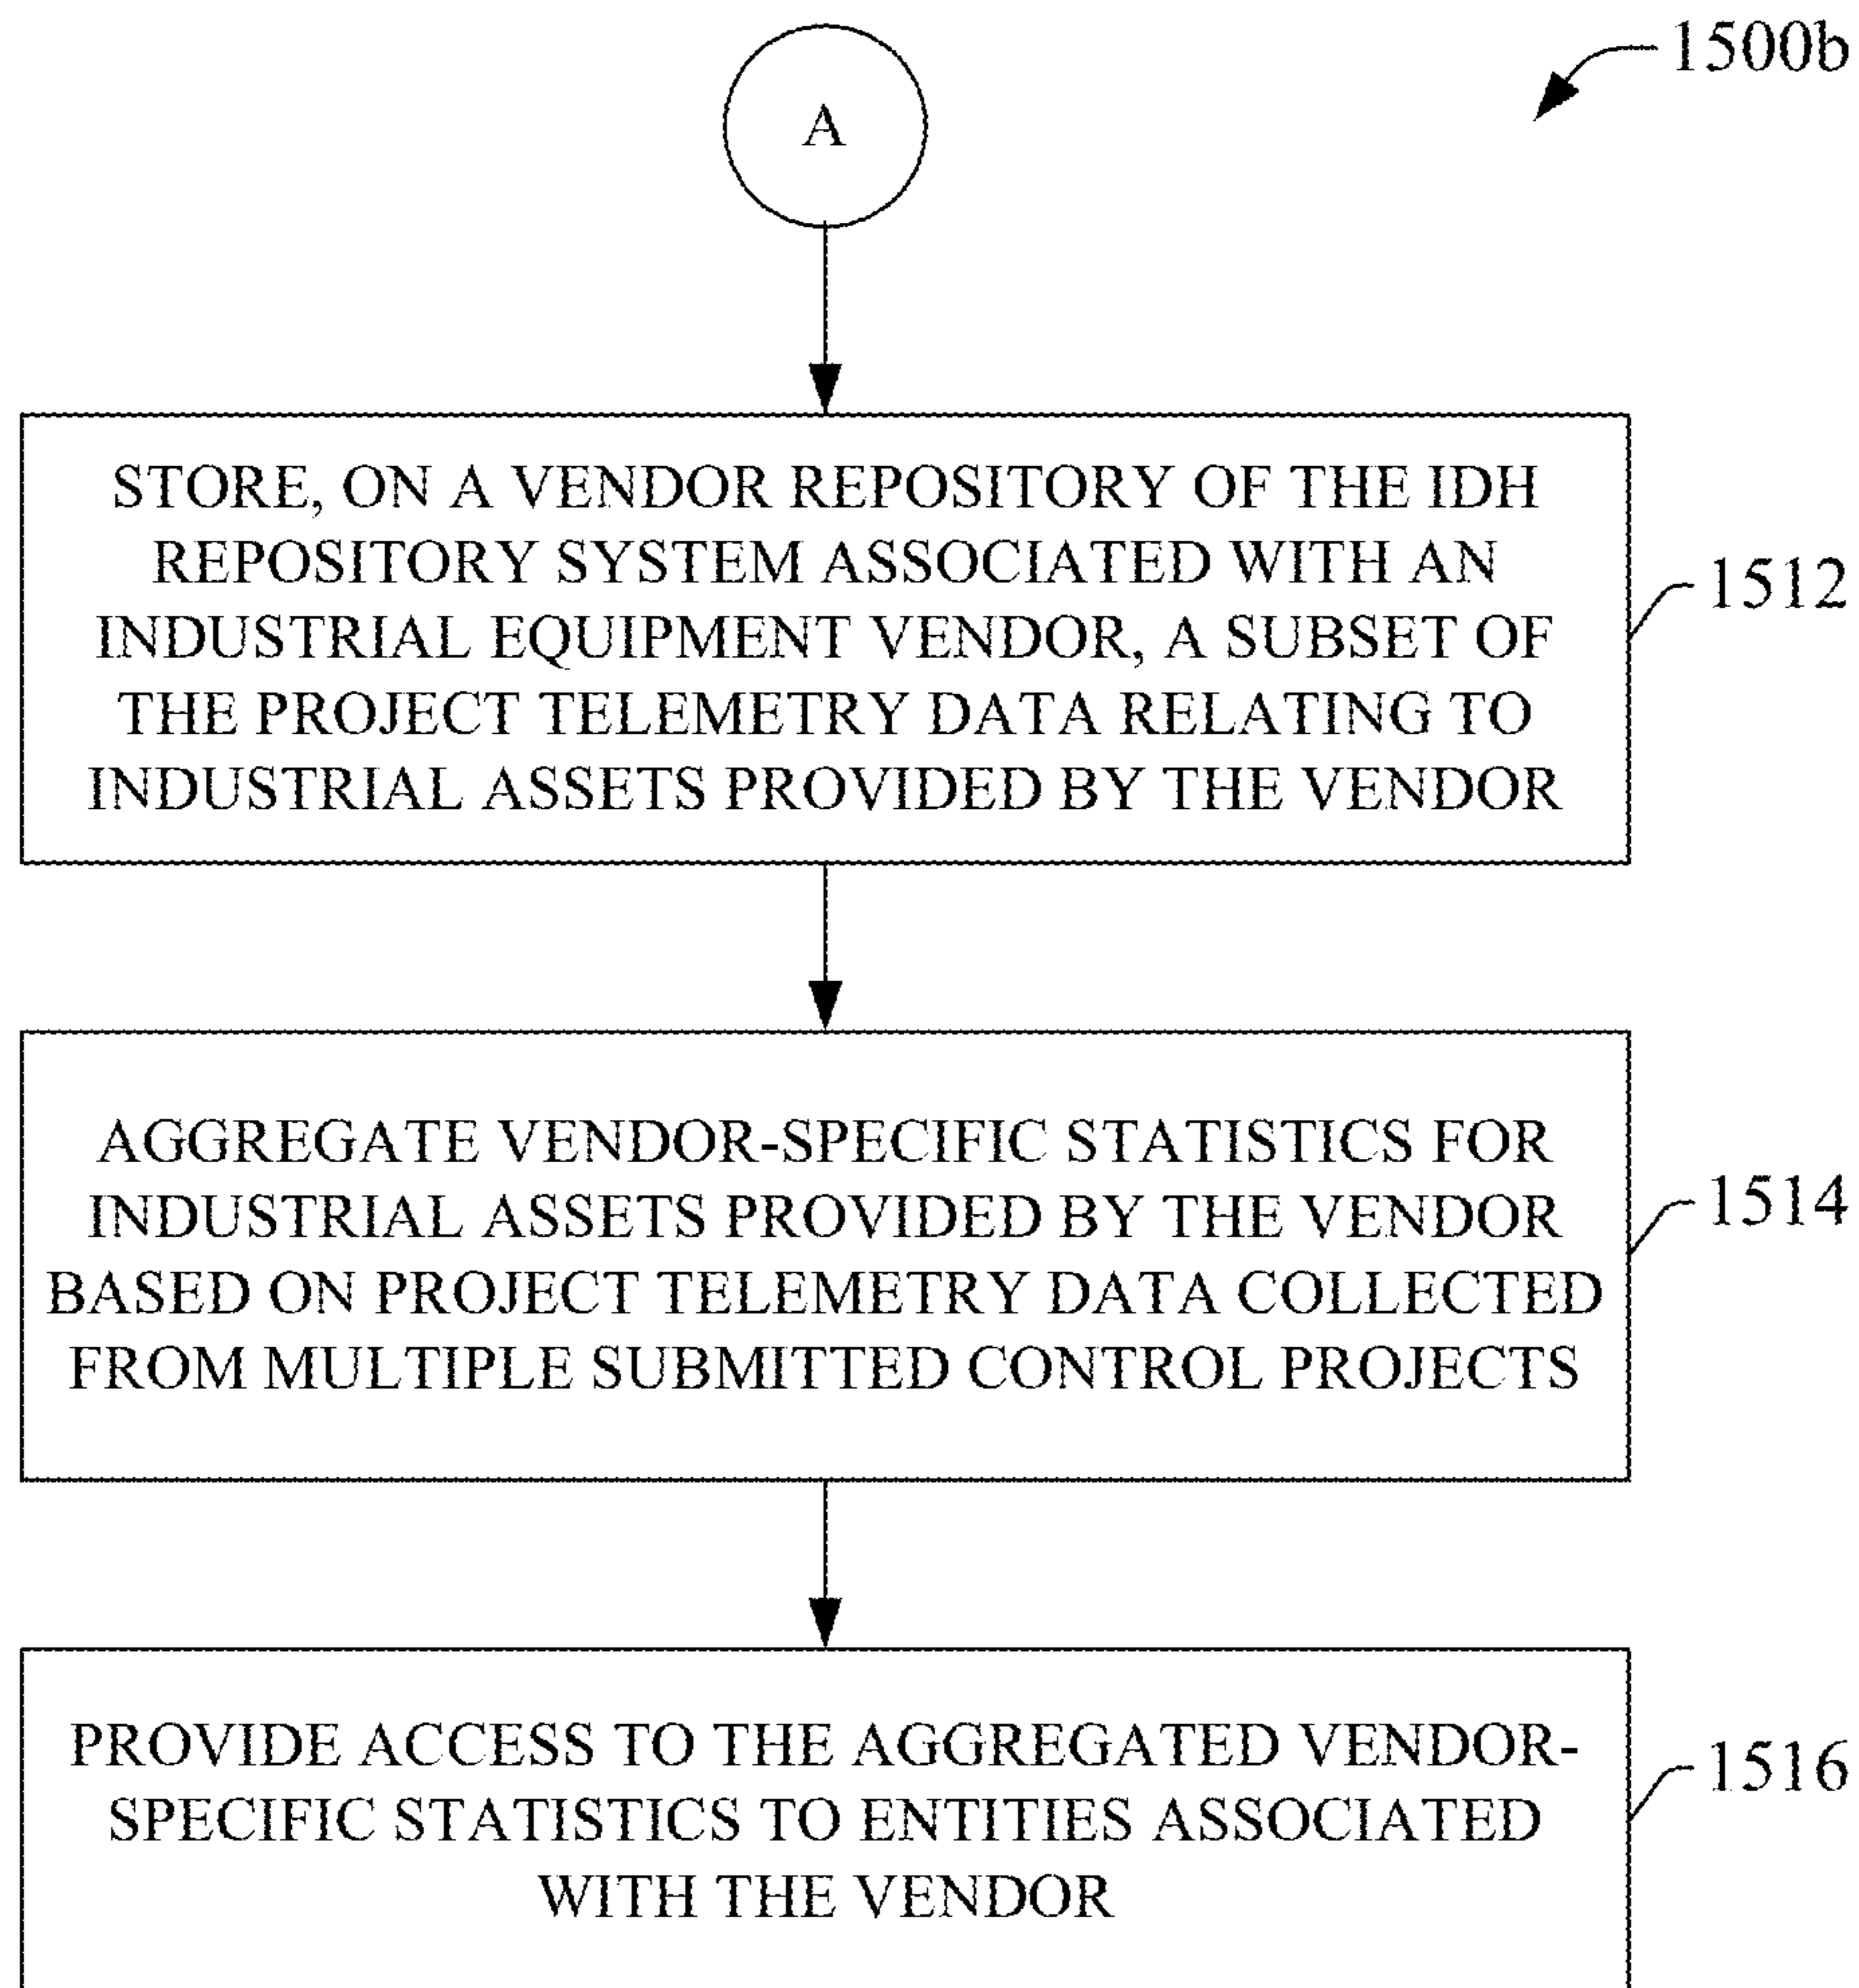 1500b
A
STORE, ON A VENDOR REPOSITORY OF THE IDH
REPOSITORY SYSTEM ASSOCIATED WITH AN
INDUSTRIAL EQUIPMENT VENDOR, A SUBSET OF
THE PROJECT TELEMETRY DATA RELATING TO
INDUSTRIAL ASSETS PROVIDED BY THE VENDOR
1512
AGGREGATE VENDOR-SPECIFIC STATISTICS FOR
INDUSTRIAL ASSETS PROVIDED BY THE VENDOR
BASED ON PROJECT TELEMETRY DATA COLLECTED
FROM MULTIPLE SUBMITTED CONTROL PROJECTS
1514
PROVIDE ACCESS TO THE AGGREGATED VENDOR-
SPECIFIC STATISTICS TO ENTITIES ASSOCIATED
WITH THE VENDOR
1516